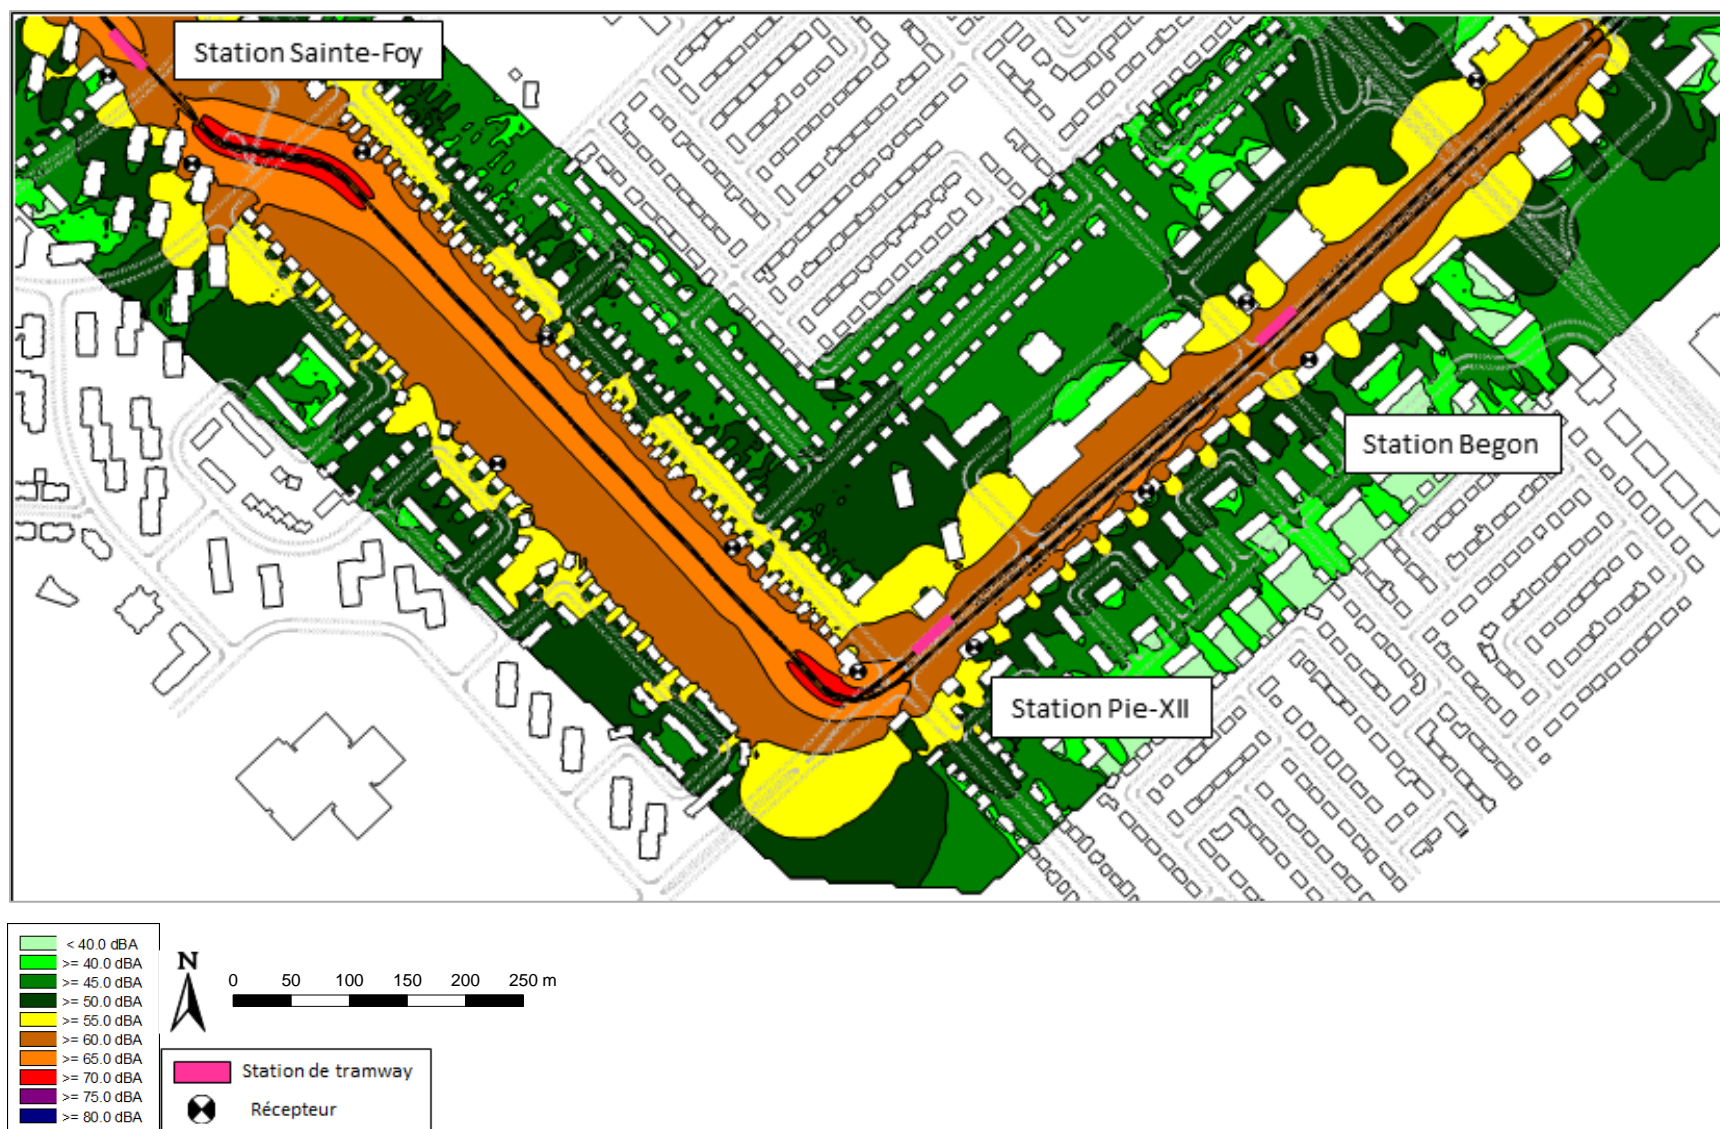 Station Sainte-Foy
Station Begon
Station Pie-XII
< 40.0 dBA
>= 40.0 dBA
>= 45.0 dBA
>= 50.0 dBA
>= 55.0 dBA
>= 60.0 dBA
>= 65.0 dBA
>= 70.0 dBA
>= 75.0 dBA
>= 80.0 dBA
N
0 50 100 150 200 250 m
Station de tramway
Récepteur